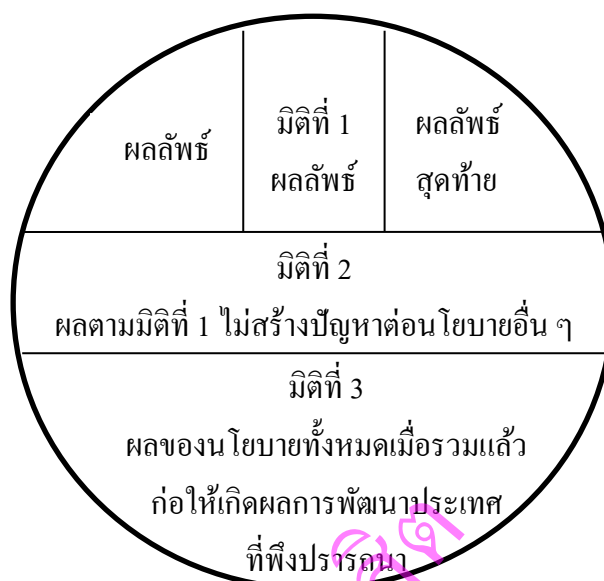 ผลลัพธ์
มิติที่ 1
ผลลัพธ์
ผลลัพธ์
สุดท้าย
มิติที่ 2
ผลตามมิติที่ 1 ไม่สร้างปัญหาต่อนโยบายอื่น ๆ
มิติที่ 3
ผลของนโยบายทั้งหมดเมื่อรวมแล้ว
ก่อให้เกิดผลการพัฒนาประเทศ
ที่พึงปรารถนา